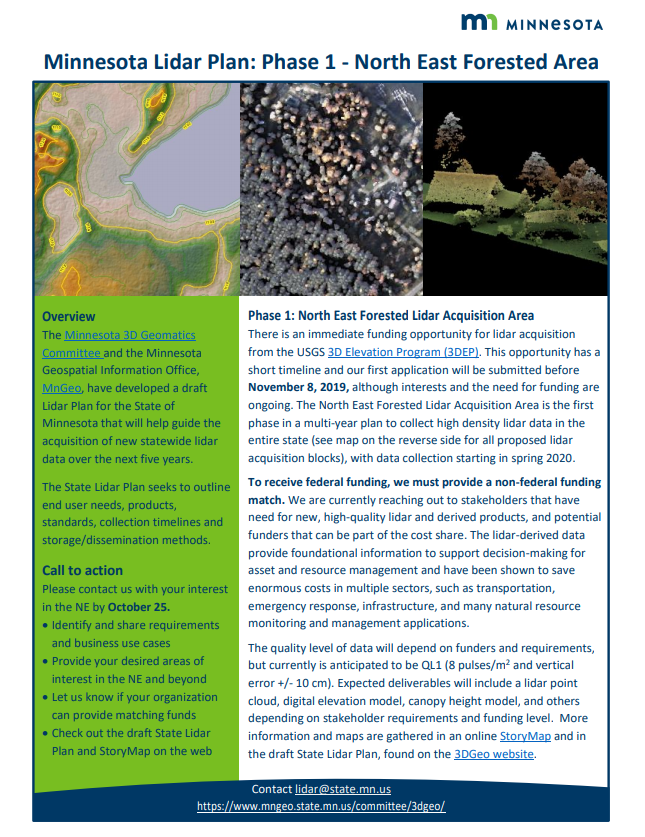 MINNESOTA
Minnesota Lidar Plan: Phase 1 - North East Forested Area
Overview
The Minnesota 3D Geomatics
Committee and the Minnesota
Geospatial Information Office,
MnGeo, have developed a draft
Lidar Plan for the State of
Minnesota that will help guide the
acquisition of new statewide lidar
data over the next five years.
The State Lidar Plan seeks to outline
end user needs, products,
standards, collection timelines and
storage/dissemination methods.
Call to action
Please contact us with your interest
in the NE by October 25.
• Identify and share requirements
and business use cases
• Provide your desired areas of
interest in the NE and beyond
• Let us know if your organization
can provide matching funds
• Check out the draft State Lidar
Plan and StoryMap on the web
Phase 1: North East Forested Lidar Acquisition Area
There is an immediate funding opportunity for lidar acquisition
from the USGS 3D Elevation Program (3DEP). This opportunity has a
short timeline and our first application will be submitted before
November 8, 2019, although interests and the need for funding are
ongoing. The North East Forested Lidar Acquisition Area is the first
phase in a multi-year plan to collect high density lidar data in the
entire state (see map on the reverse side for all proposed lidar
acquisition blocks), with data collection starting in spring 2020.
To receive federal funding, we must provide a non-federal funding
match. We are currently reaching out to stakeholders that have
need for new, high-quality lidar and derived products, and potential
funders that can be part of the cost share. The lidar-derived data
provide foundational information to support decision-making for
asset and resource management and have been shown to save
enormous costs in multiple sectors, such as transportation,
emergency response, infrastructure, and many natural resource
monitoring and management applications.
The quality level of data will depend on funders and requirements,
but currently is anticipated to be QL1 (8 pulses/m² and vertical
error +/- 10 cm). Expected deliverables will include a lidar point
cloud, digital elevation model, canopy height model, and others
depending on stakeholder requirements and funding level. More
information and maps are gathered in an online StoryMap and in
the draft State Lidar Plan, found on the 3DGeo website.
Contact lidar@state.mn.us
https://www.mngeo.state.mn.us/committee/3dgeo/